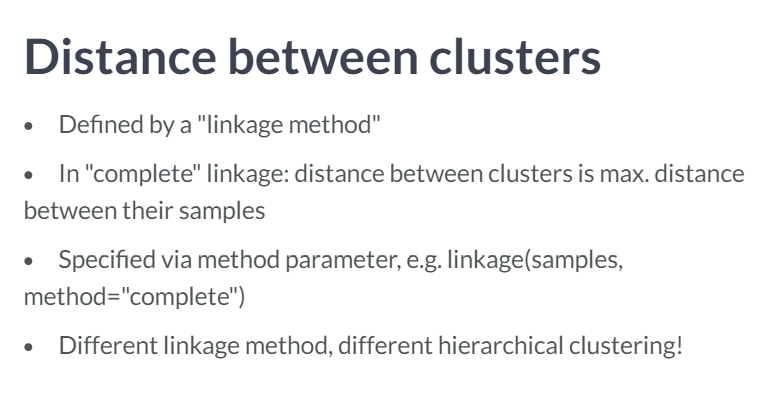 Distance between clusters
• Defined by a "linkage method"
• In "complete" linkage: distance between clusters is max. distance
between their samples
• Specified via method parameter, e.g. linkage(samples,
method="complete")
• Different linkage method, different hierarchical clustering!